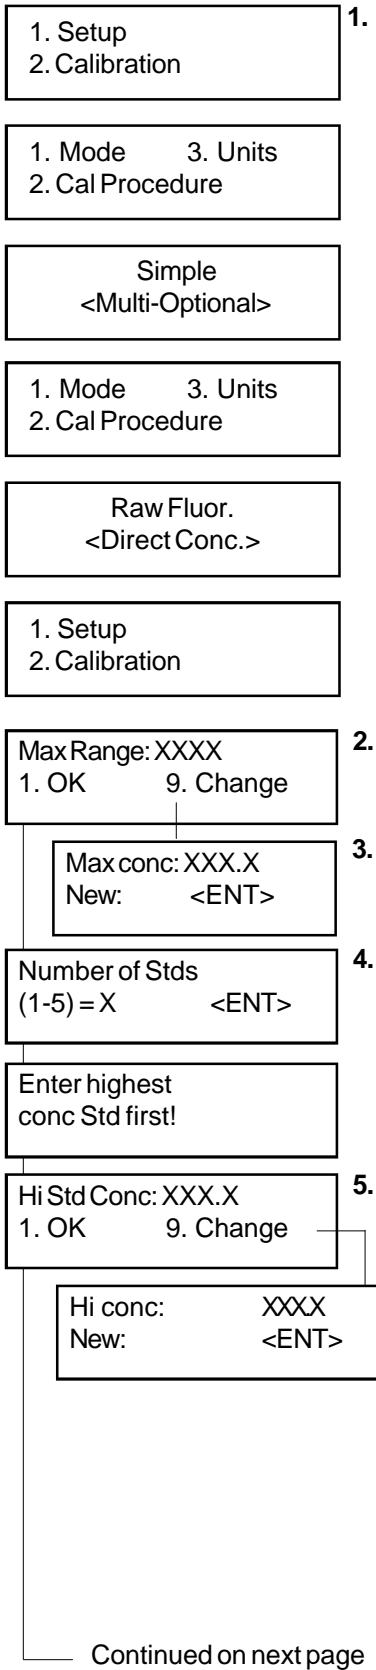 1. Setup 1.
2. Calibration
1. Mode 3. Units
2. Cal Procedure
Simple
<Multi-Optional>
1. Mode 3. Units
2. Cal Procedure
Raw Fluor.
<Direct Conc.>
1. Setup
2. Calibration
Max Range: XXXX 2.
1. OK 9. Change
Max conc: XXX.X 3.
New: <ENT>
Number of Stds 4.
(1-5) = X <ENT>
Enter highest
conc Std first!
Hi Std Conc: XXX.X 5.
1. OK 9. Change
Hi conc: XXX.X
New: <ENT>
Continued on next page